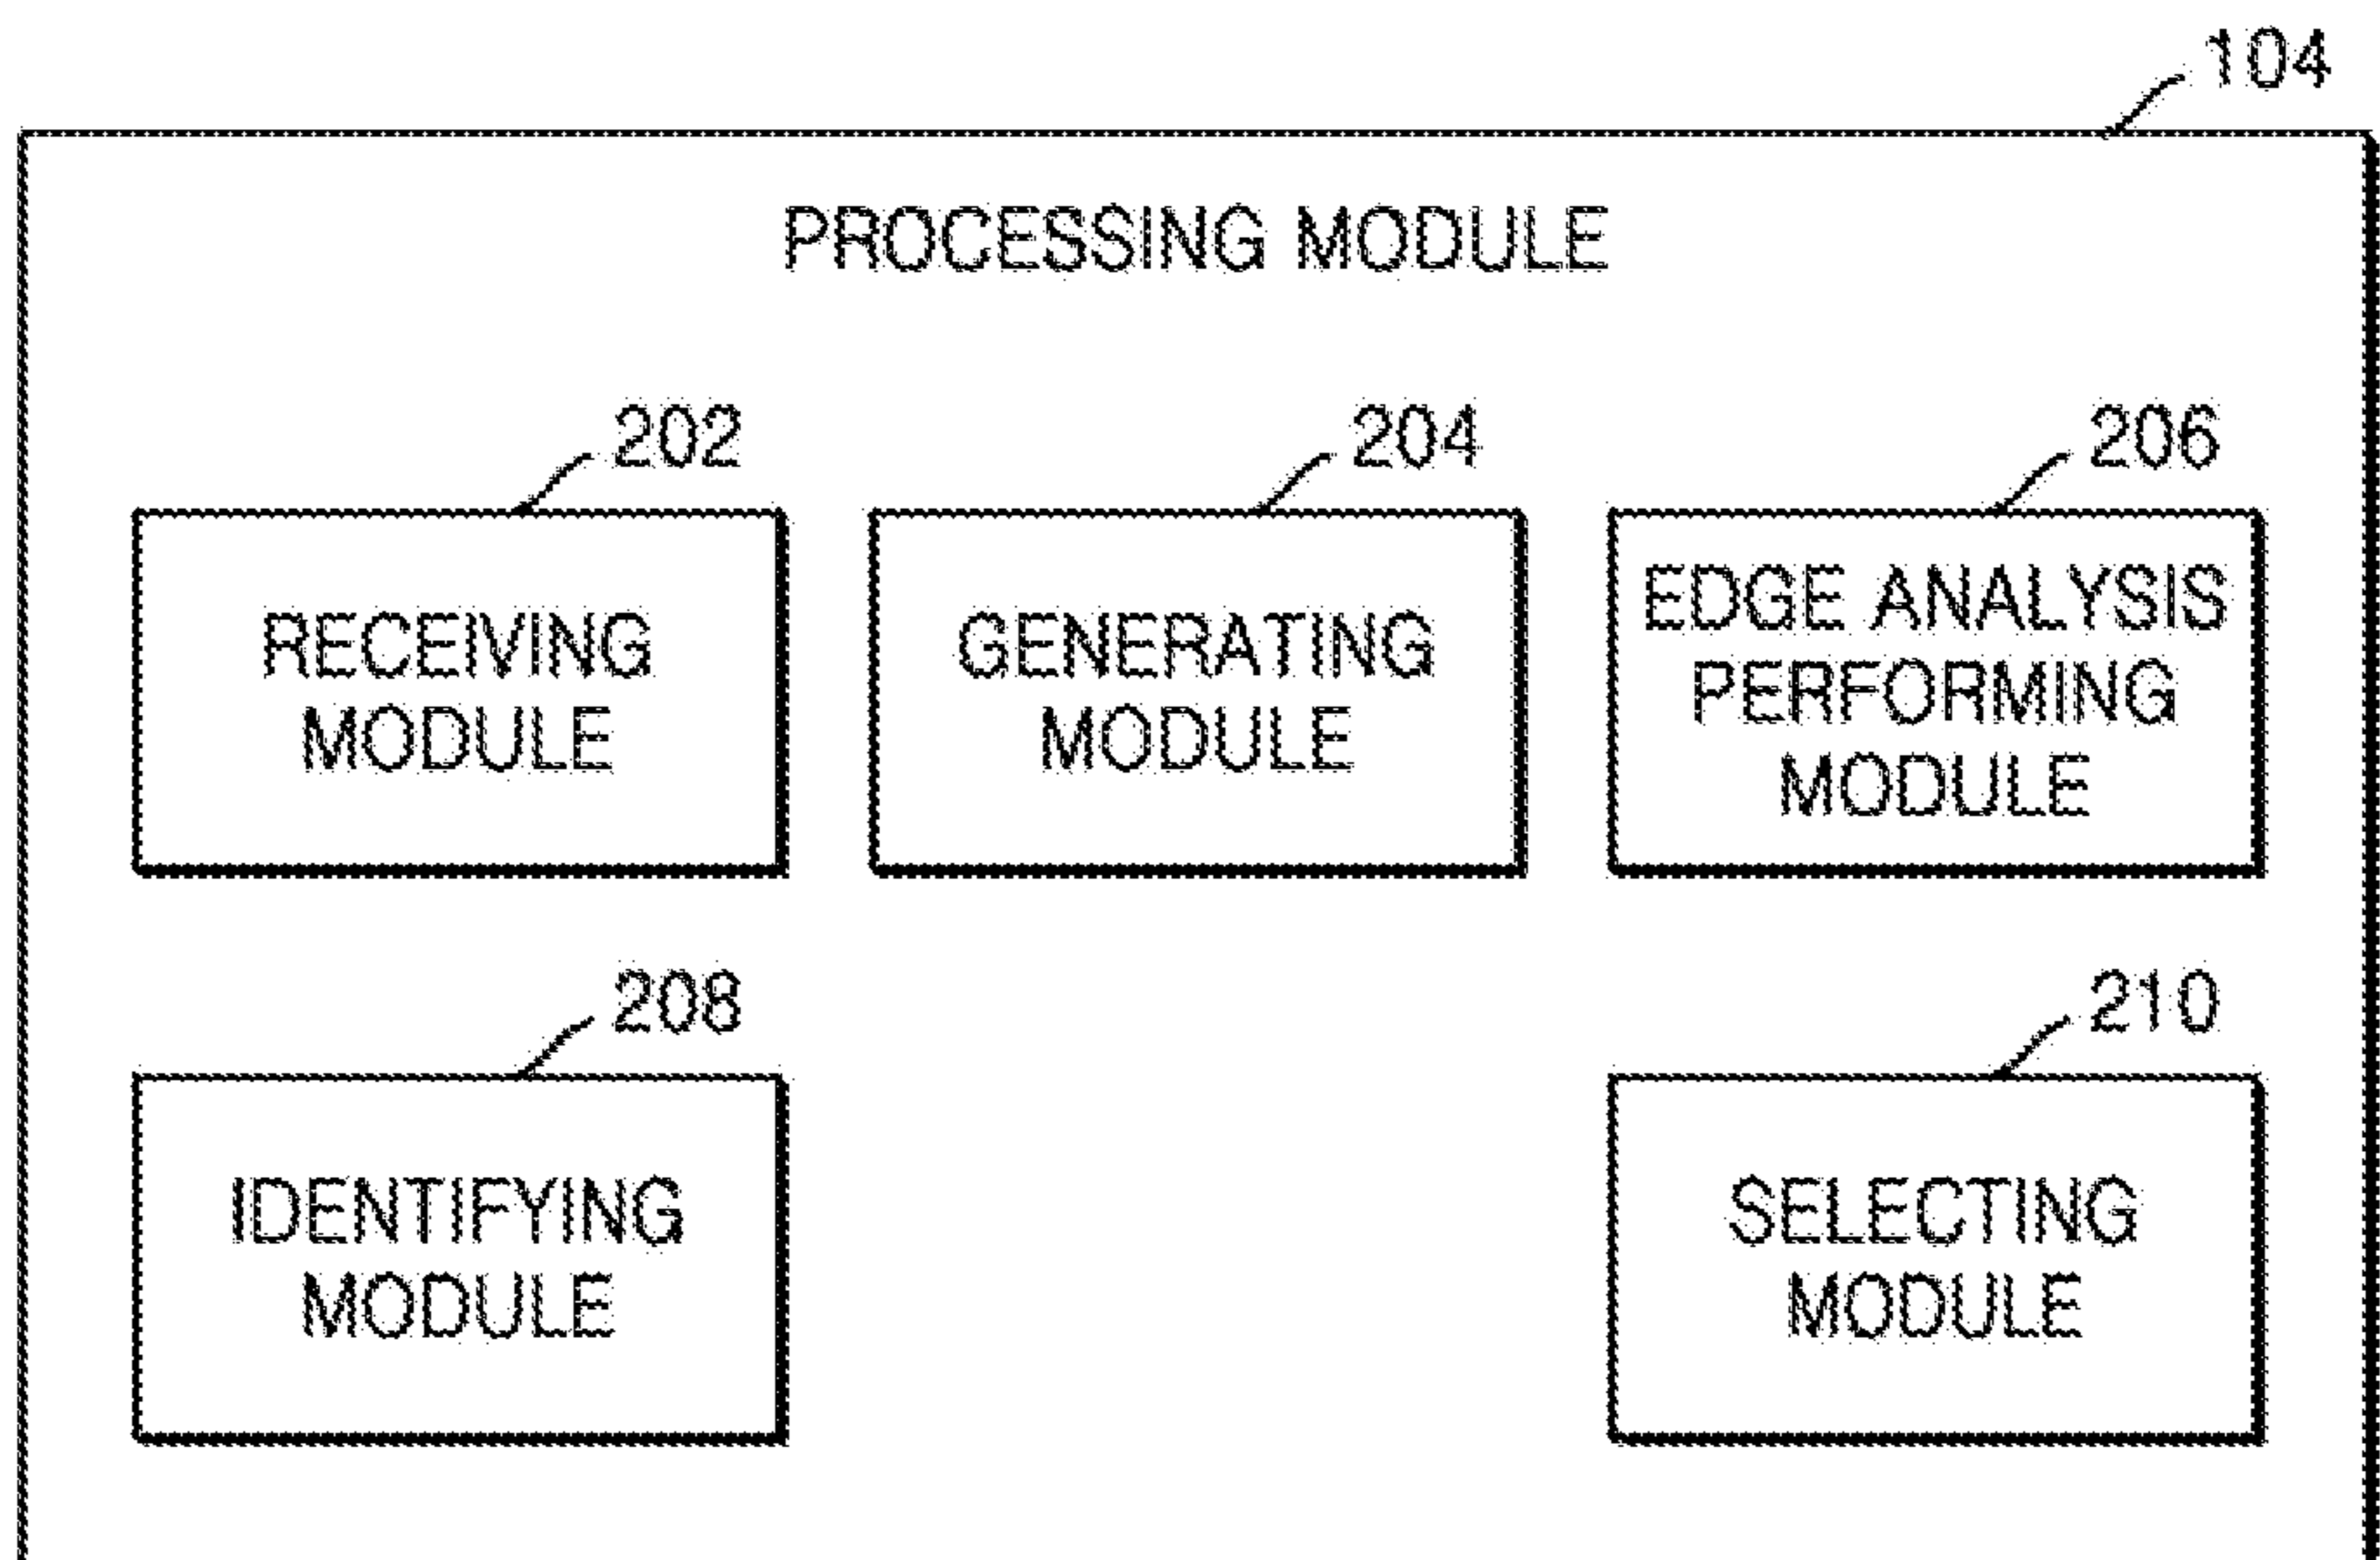 104
PROCESSING MODULE
202
204
206
RECEIVING
MODULE
GENERATING
MODULE
EDGE ANALYSIS
PERFORMING
MODULE
208
210
IDENTIFYING
MODULE
SELECTING
MODULE